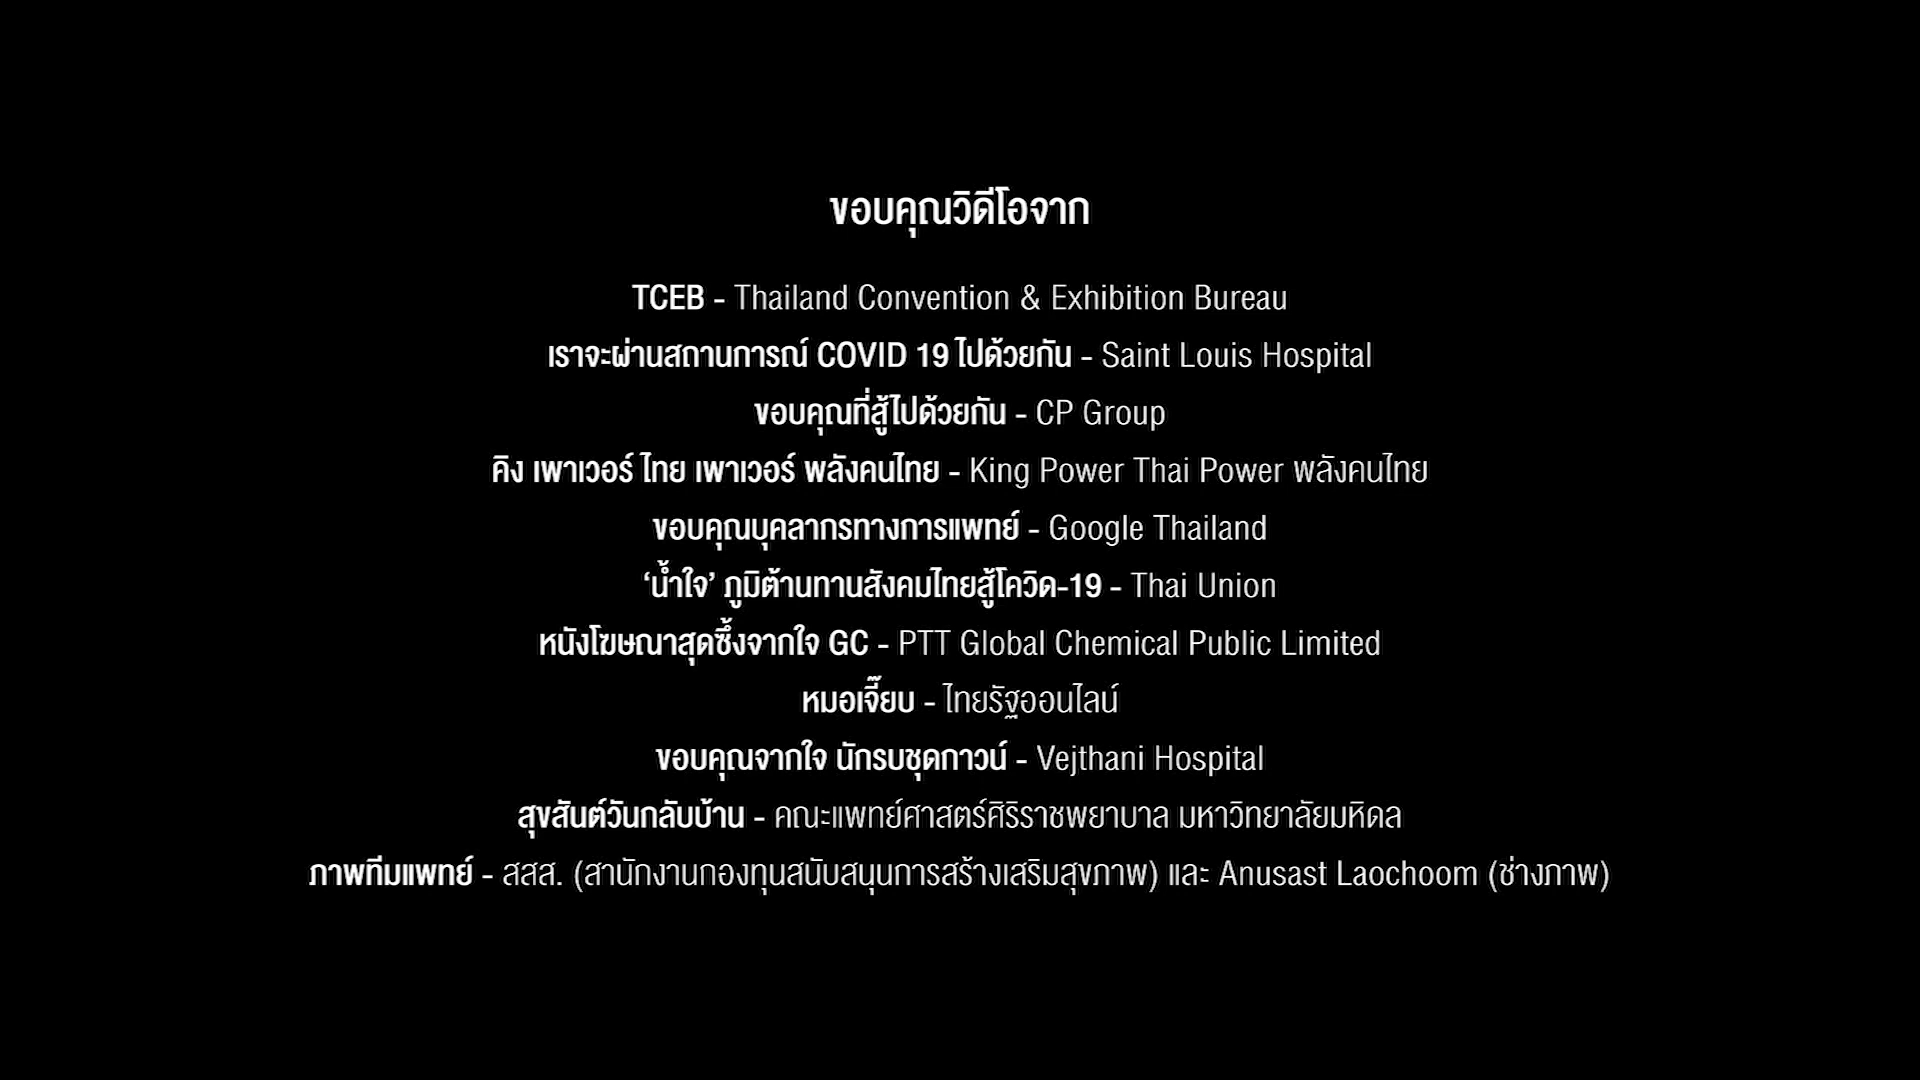 ขอบคุณวิดีโอจาก
TCEB - Thailand Convention & Exhibition Bureau
เราจะผ่านสถานการณ์ COVID 19 ไปด้วยกัน - Saint Louis Hospital
ขอบคุณที่สู้ไปด้วยกัน - CP Group
คิง เพาเวอร์ ไทย เพาเวอร์ พลังคนไทย - King Power Thai Power พลังคนไทย
ขอบคุณบุคลากรทางการแพทย์ - Google Thailand
‘น้ำใจ’ ภูมิต้านทานสังคมไทยสู้โควิด-19 - Thai Union
หนังโฆษณาสุดซึ้งจากใจ GC - PTT Global Chemical Public Limited
หมอเจี๊ยบ - ไทยรัฐออนไลน์
ขอบคุณจากใจ นักรบชุดกาวน์ - Vejthani Hospital
สุขสันต์วันกลับบ้าน - คณะแพทย์ศาสตร์ศิริราชพยาบาล มหาวิทยาลัยมหิดล
ภาพทีมแพทย์ - สสส. (สานักงานกองทุนสนับสนุนการสร้างเสริมสุขภาพ) และ Anusast Laochoom (ช่างภาพ)